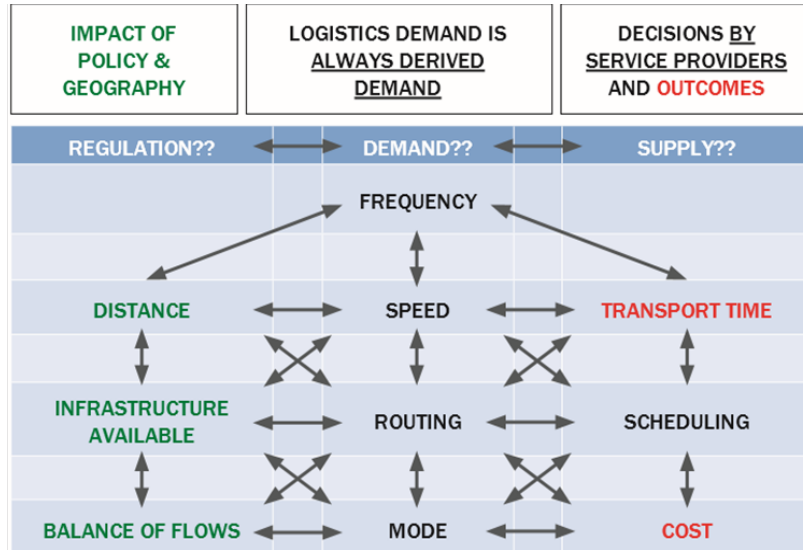 IMPACT OF
POLICY &
GEOGRAPHY
LOGISTICS DEMAND IS
ALWAYS DERIVED
DEMAND
DECISIONS BY
SERVICE PROVIDERS
AND OUTCOMES
REGULATION??
DEMAND??
SUPPLY??
FREQUENCY
DISTANCE
SPEED
TRANSPORT TIME
INFRASTRUCTURE
AVAILABLE
ROUTING
SCHEDULING
BALANCE OF FLOWS
MODE
COST